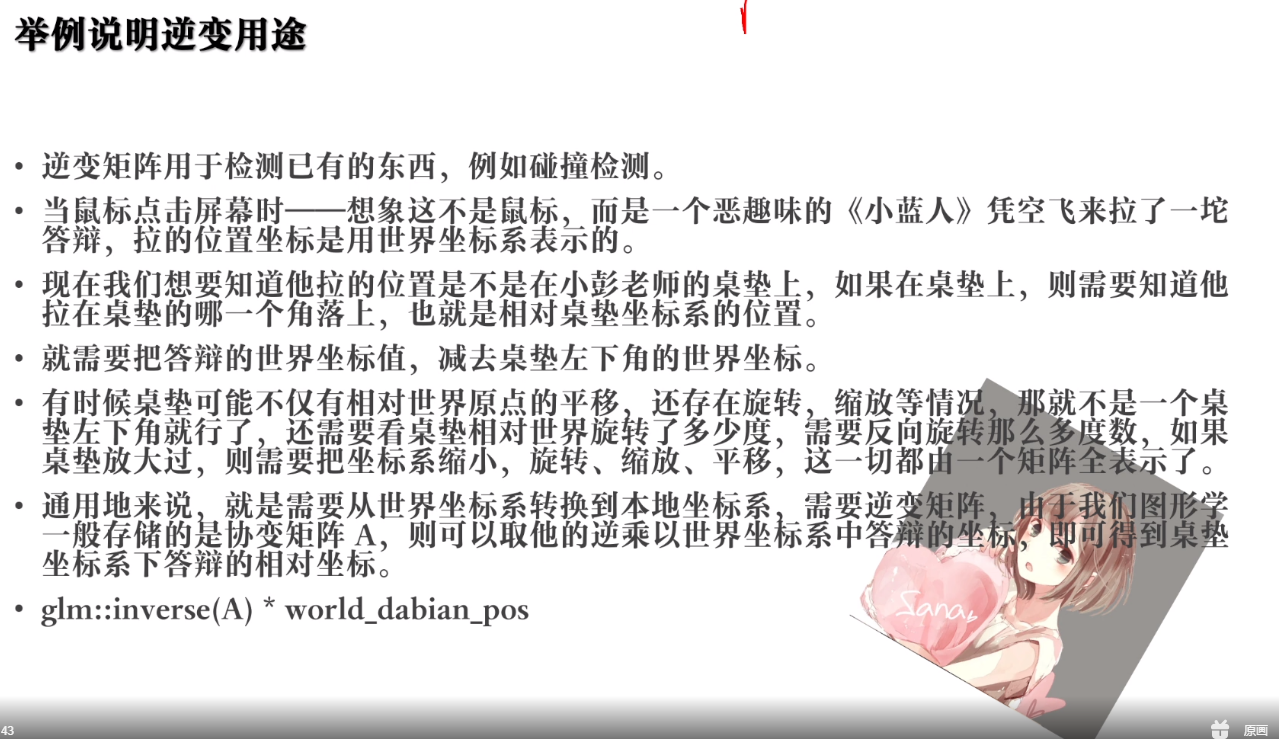 举例说明逆变用途
• 逆变矩阵用于检测已有的东西，例如碰撞检测。
• 当鼠标点击屏幕时——想象这不是鼠标，而是一个恶趣味的《小蓝人》凭空飞来拉了一坨
答辩，拉的位置坐标是用世界坐标系表示的。
• 现在我们想要知道他拉的位置是不是在小彭老师的桌垫上，如果在桌垫上，则需要知道他
拉在桌垫的哪一个角落上，也就是相对桌垫坐标系的位置。
• 就需要把答辩的世界坐标值，减去桌垫左下角的世界坐标。
• 有时候桌垫可能不仅有相对世界原点的平移，还存在旋转，缩放等情况，那就不是一个桌
垫左下角就行了，还需要看桌垫相对世界旋转了多少度，需要反向旋转那么多度数，如果
桌垫放大过，则需要把坐标系缩小，旋转、缩放、平移，这一切都由一个矩阵全表示了。
• 通用地来说，就是需要从世界坐标系转换到本地坐标系，需要逆变矩阵，由于我们图形学
一般存储的是协变矩阵 A，则可以取他的逆乘以世界坐标系中答辩的坐标，即可得到桌垫
坐标系下答辩的相对坐标。
• glm::inverse(A) * world_dabian_pos
Sana
43
原画